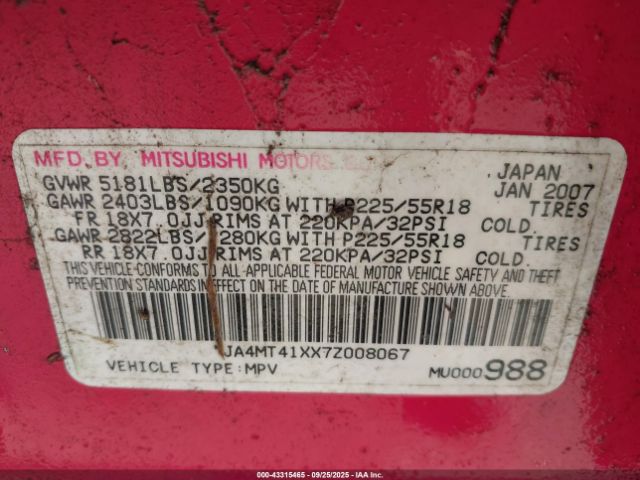 MFD. BY MITSUBISHI MOTORS
JAPAN
GVWR 5181LBS/2350KG
JAN 2007
GAWR 2403LBS/1090KG WITH P225/55R18 TIRES
FR 18X7.0JJ RIMS AT 220KPA/32PSI COLD.
GAWR 2822LBS/1280KG WITH P225/55R18 TIRES
RR 18X7.0JJ RIMS AT 220KPA/32PSI COLD.
THIS VEHICLE CONFORMS TO ALL APPLICABLE FEDERAL MOTOR VEHICLE SAFETY AND THEFT
PREVENTION STANDARDS IN EFFECT ON THE DATE OF MANUFACTURE SHOWN ABOVE.
JA4MT41XX7Z008067
VEHICLE TYPE:MPV
MU000988
000-43315465 - 09/25/2025 - IAA Inc.